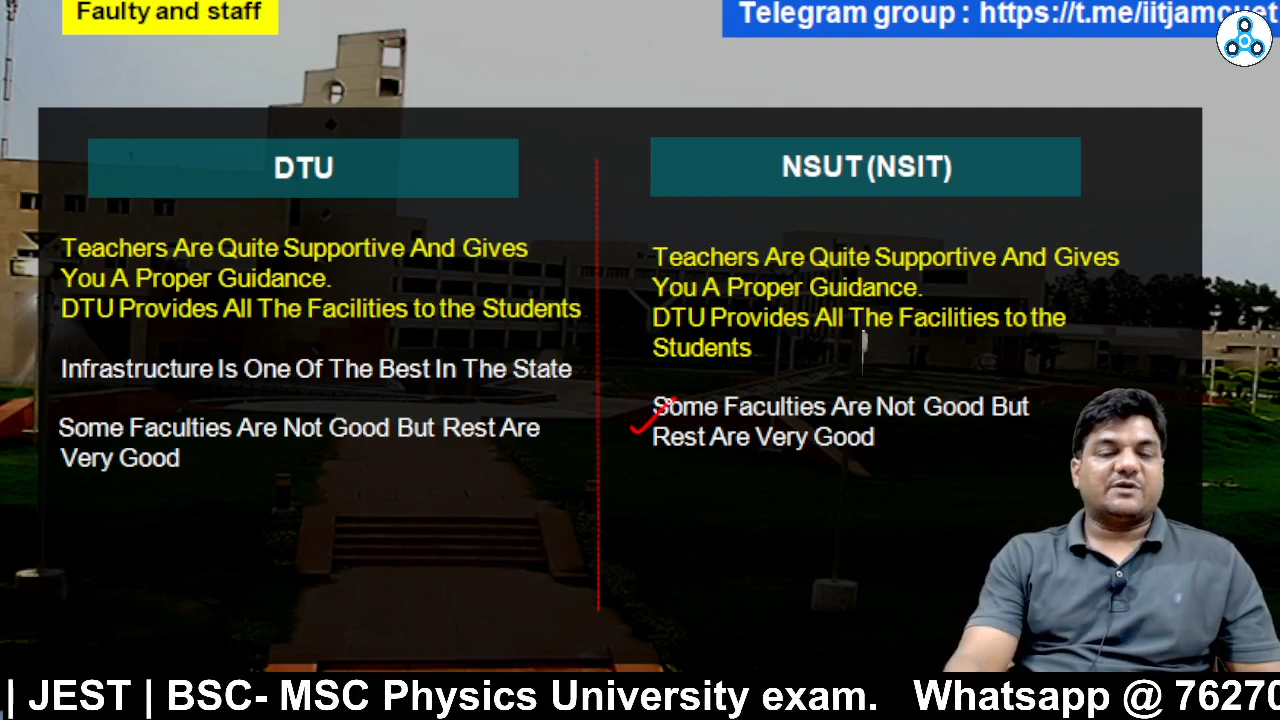 Faulty and staff
Telegram group : https://t.me/iitjamcuet
DTU
Teachers Are Quite Supportive And Gives
You A Proper Guidance.
DTU Provides All The Facilities to the Students
Infrastructure Is One Of The Best In The State
Some Faculties Are Not Good But Rest Are
Very Good
NSUT (NSIT)
Teachers Are Quite Supportive And Gives
You A Proper Guidance.
DTU Provides All The Facilities to the
Students
Some Faculties Are Not Good But
Rest Are Very Good
| JEST | BSC- MSC Physics University exam. Whatsapp @ 76270